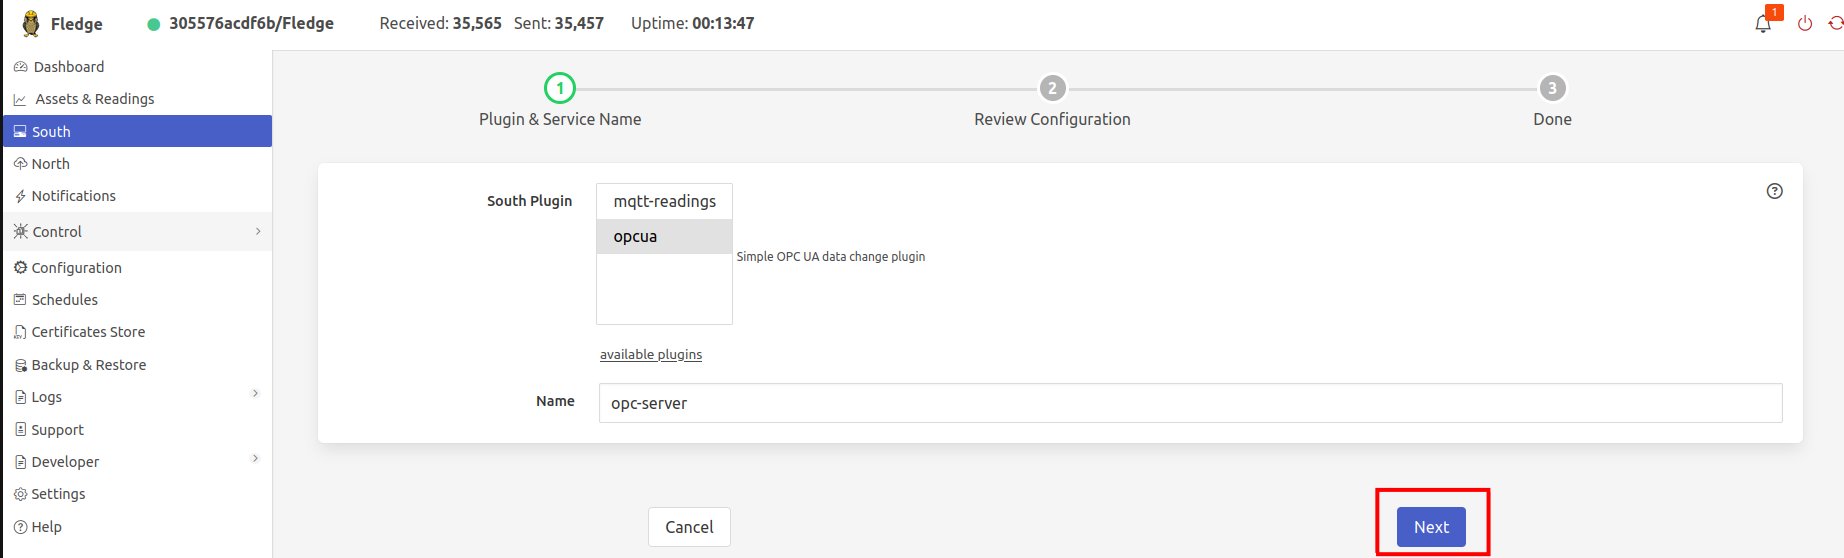 Fledge 305576acdf6b/Fledge Received: 35,565 Sent: 35,457 Uptime: 00:13:47 1
Dashboard
Assets & Readings
South
North
Notifications
Control
Configuration
Schedules
Certificates Store
Backup & Restore
Logs
Support
Developer
Settings
Help
1 2 3
Plugin & Service Name Review Configuration Done
South Plugin mqtt-readings
opcua
Simple OPC UA data change plugin
available plugins
Name opc-server
Cancel Next